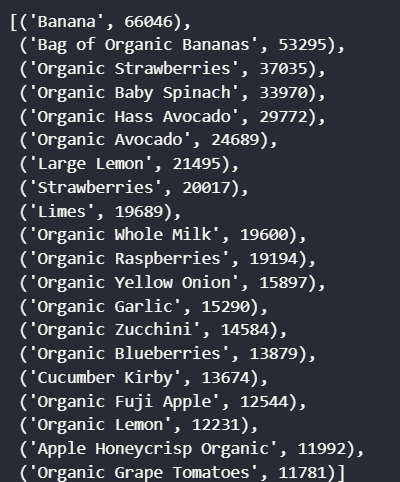 [('Banana', 66046),
('Bag of Organic Bananas', 53295),
('Organic Strawberries', 37035),
('Organic Baby Spinach', 33970),
('Organic Hass Avocado', 29772),
('Organic Avocado', 24689),
('Large Lemon', 21495),
('Strawberries', 20017),
('Limes', 19689),
('Organic Whole Milk', 19600),
('Organic Raspberries', 19194),
('Organic Yellow Onion', 15897),
('Organic Garlic', 15290),
('Organic Zucchini', 14584),
('Organic Blueberries', 13879),
('Cucumber Kirby', 13674),
('Organic Fuji Apple', 12544),
('Organic Lemon', 12231),
('Apple Honeycrisp Organic', 11992),
('Organic Grape Tomatoes', 11781)]